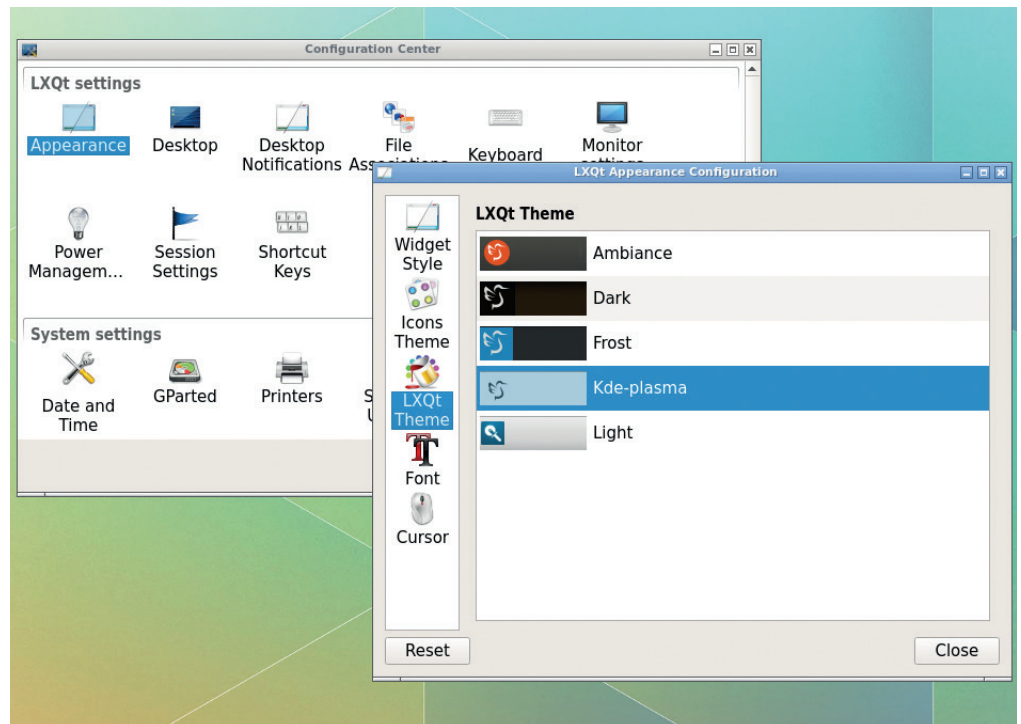 Configuration Center
LXQt settings
Appearance
Desktop
Desktop
Notifications
File
Keyboard
Monitor
Power
Managem...
Session
Settings
Shortcut
Keys
System settings
Date and
Time
GParted
Printers
LXQt Appearance Configuration
Widget
Style
Icons
Theme
LXQt
Theme
Font
Cursor
LXQt Theme
Ambiance
Dark
Frost
Kde-plasma
Light
Reset
Close